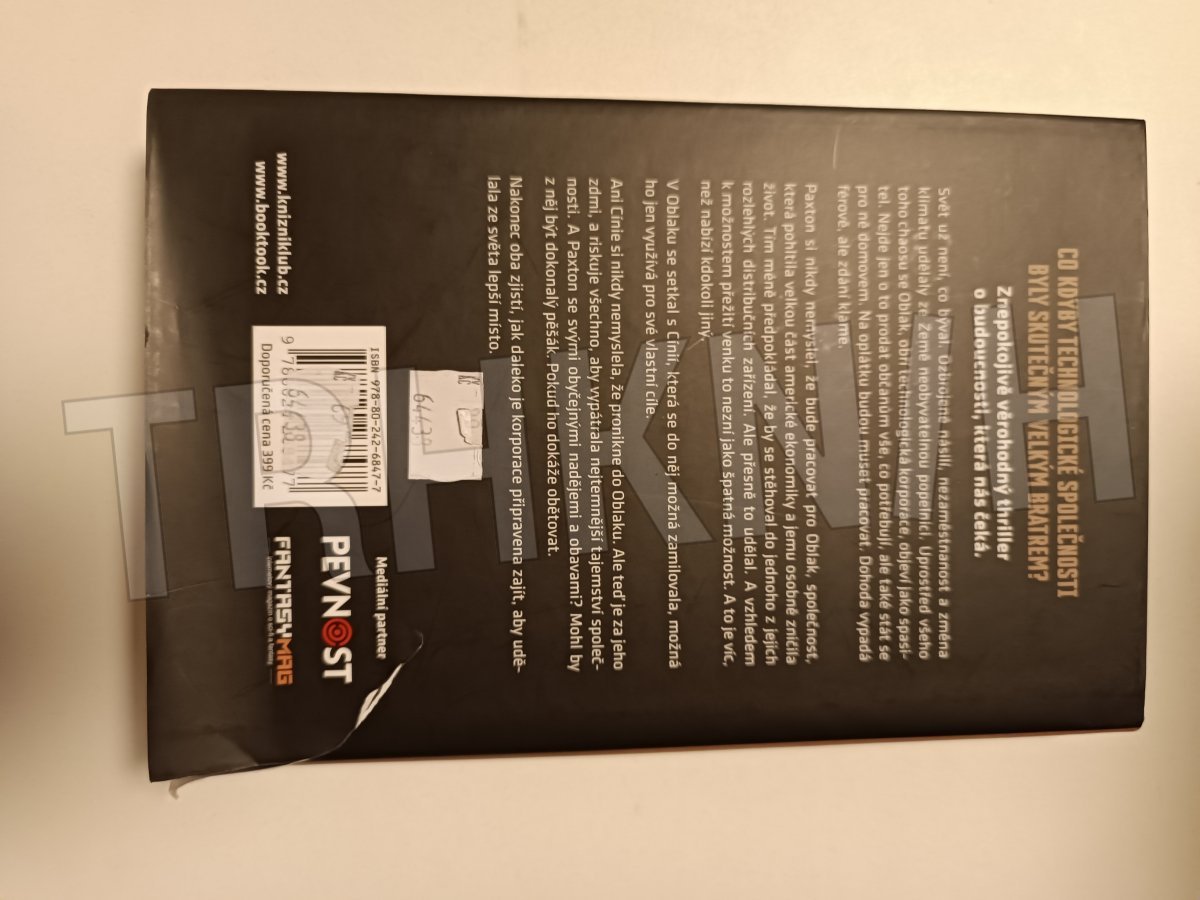 CO KDYBY TECHNOLOGICKÉ SPOLEČNOSTI
BYLY SKUTEČNÝM VELKÝM BRATREM?
Znepokojivě věrohodný thriller
o budoucnosti, která nás čeká.
Svět už není, co býval. Ozbrojené násilí, nezaměstnanost a změna
klimatu udělaly ze Země neobyvatelnou popelnici. Uprostřed všeho
toho chaosu se Oblak, obří technologická korporace, objeví jako spasi-
tel. Nejde jen o to prodat občanům vše, co potřebují, ale také stát se
pro ně domovem. Na oplátku budou muset pracovat. Dohoda vypadá
férově, ale zdání klame.
Paxton si nikdy nemyslel, že bude pracovat pro Oblak, společnost,
která pohltila velkou část americké ekonomiky a jemu osobně zničila
život. Tím méně předpokládal, že by se stěhoval do jednoho z jejích
rozlehlých distribučních zařízení. Ale přesně to udělal. A vzhledem
k možnostem přežití venku to nezní jako špatná možnost. A to je víc,
než nabízí kdokoli jiný.
V Oblaku se setkal s Cínií, která se do něj možná zamilovala, možná
ho jen využívá pro své vlastní cíle.
Ani Cínie si nikdy nemyslela, že pronikne do Oblaku. Ale teď je za jeho
zdmi, a riskuje všechno, aby vypátrala nejtemnější tajemství společ-
nosti. A Paxton se svými obyčejnými nadějemi a obavami? Mohl by
z něj být dokonalý pěšák. Pokud ho dokáže obětovat.
Nakonec oba zjistí, jak daleko je korporace připravena zajít, aby udě-
lala ze světa lepší místo.
www.knizniklub.cz
www.booktook.cz
ISBN 978-80-242-6847-7
Doporučená cena 399 Kč
Mediální partner
PEVNOST
FANTASYMAG
TRHKNIH